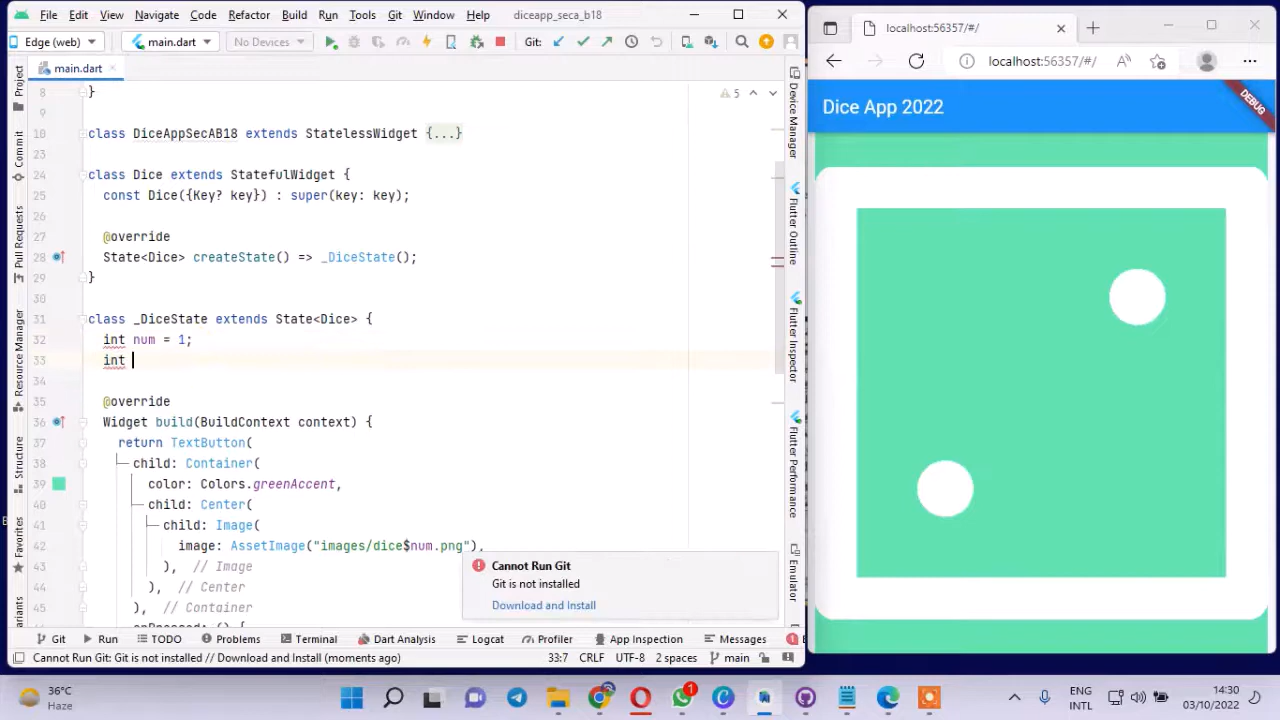 File Edit View Navigate Code Refactor Build Run Tools Git Window Help diceapp_seca_b18
Edge (web) main.dart No Devices Git:
main.dart
8 }
5
9
10 class DiceAppSecAB18 extends StatelessWidget {...}
23
24 class Dice extends StatefulWidget {
25 const Dice({Key? key}) : super(key: key);
26
27 @override
28 State<Dice> createState() => _DiceState();
29 }
30
31 class _DiceState extends State<Dice> {
32 int num = 1;
33 int
34
35 @override
36 Widget build(BuildContext context) {
37 return TextButton(
38 child: Container(
39 color: Colors.greenAccent,
40 child: Center(
41 child: Image(
42 image: AssetImage("images/dice$num.png"),
43 ), // Image
44 ), // Center
45 ), // Container
Project
Commit
Pull Requests
Resource Manager
Structure
Favorites
Device Manager
Flutter Outline
Flutter Inspector
Flutter Performance
Emulator
Cannot Run Git
Git is not installed
Download and Install
Git Run TODO Problems Terminal Dart Analysis Logcat Profiler App Inspection Messages
Cannot Run Git: Git is not installed // Download and Install (moments ago) 33:7 CRLF UTF-8 2 spaces main
localhost:56357/#/
localhost:56357/#/
Dice App 2022
DEBUG
36°C
Haze
1
ENG
INTL
14:30
03/10/2022